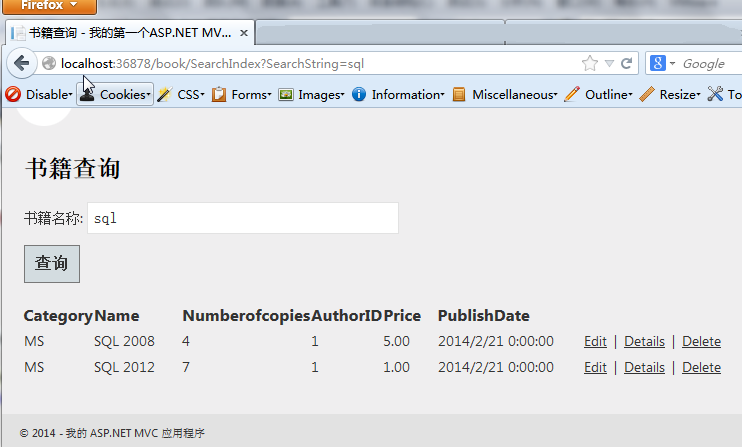 Firefox
书籍查询 - 我的第一个ASP.NET MV... ×
localhost:36878/book/SearchIndex?SearchString=sql
Google
Disable Cookies CSS Forms Images Information Miscellaneous Outline Resize To
书籍查询
书籍名称: sql
查询
Category Name Numberofcopies AuthorID Price PublishDate
MS SQL 2008 4 1 5.00 2014/2/21 0:00:00 Edit | Details | Delete
MS SQL 2012 7 1 1.00 2014/2/21 0:00:00 Edit | Details | Delete
© 2014 - 我的 ASP.NET MVC 应用程序